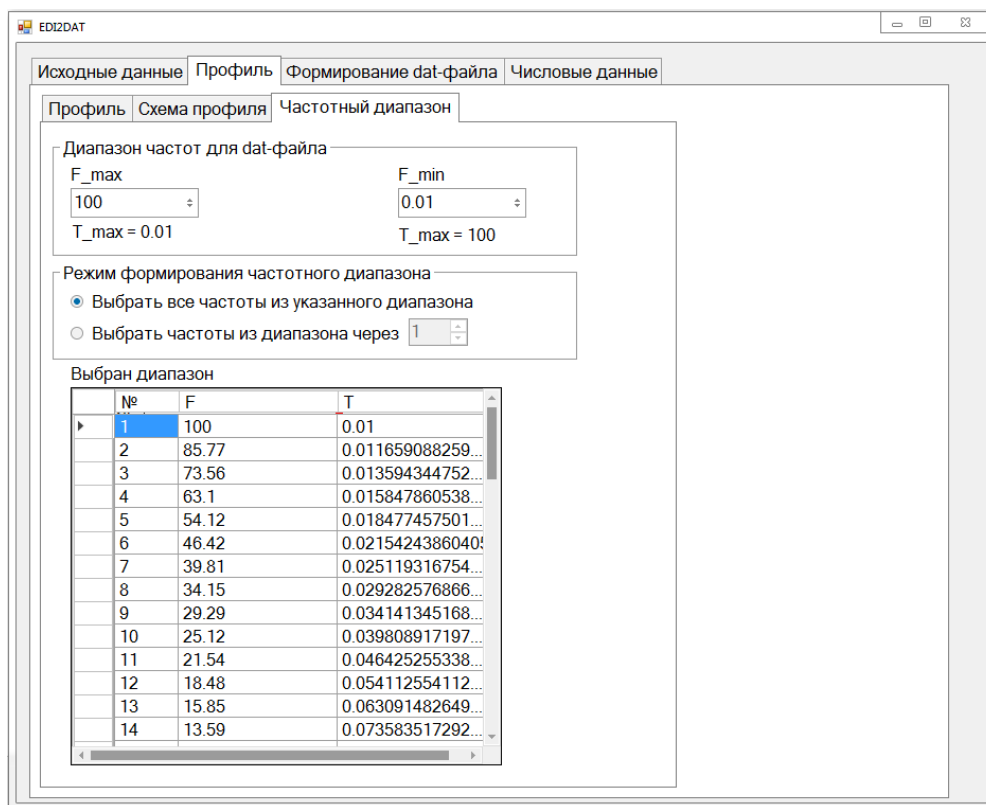 EDI2DAT
Исходные данные Профиль Формирование dat-файла Числовые данные
Профиль Схема профиля Частотный диапазон
Диапазон частот для dat-файла
F_max F_min
100 0.01
T_max = 0.01 T_max = 100
Режим формирования частотного диапазона
Выбрать все частоты из указанного диапазона
Выбрать частоты из диапазона через 1
Выбран диапазон
№ F T
1 100 0.01
2 85.77 0.011659088259...
3 73.56 0.013594344752...
4 63.1 0.015847860538...
5 54.12 0.018477457501...
6 46.42 0.0215424386040
7 39.81 0.025119316754...
8 34.15 0.029282576866...
9 29.29 0.034141345168...
10 25.12 0.039808917197...
11 21.54 0.046425255338...
12 18.48 0.054112554112...
13 15.85 0.063091482649...
14 13.59 0.073583517292...